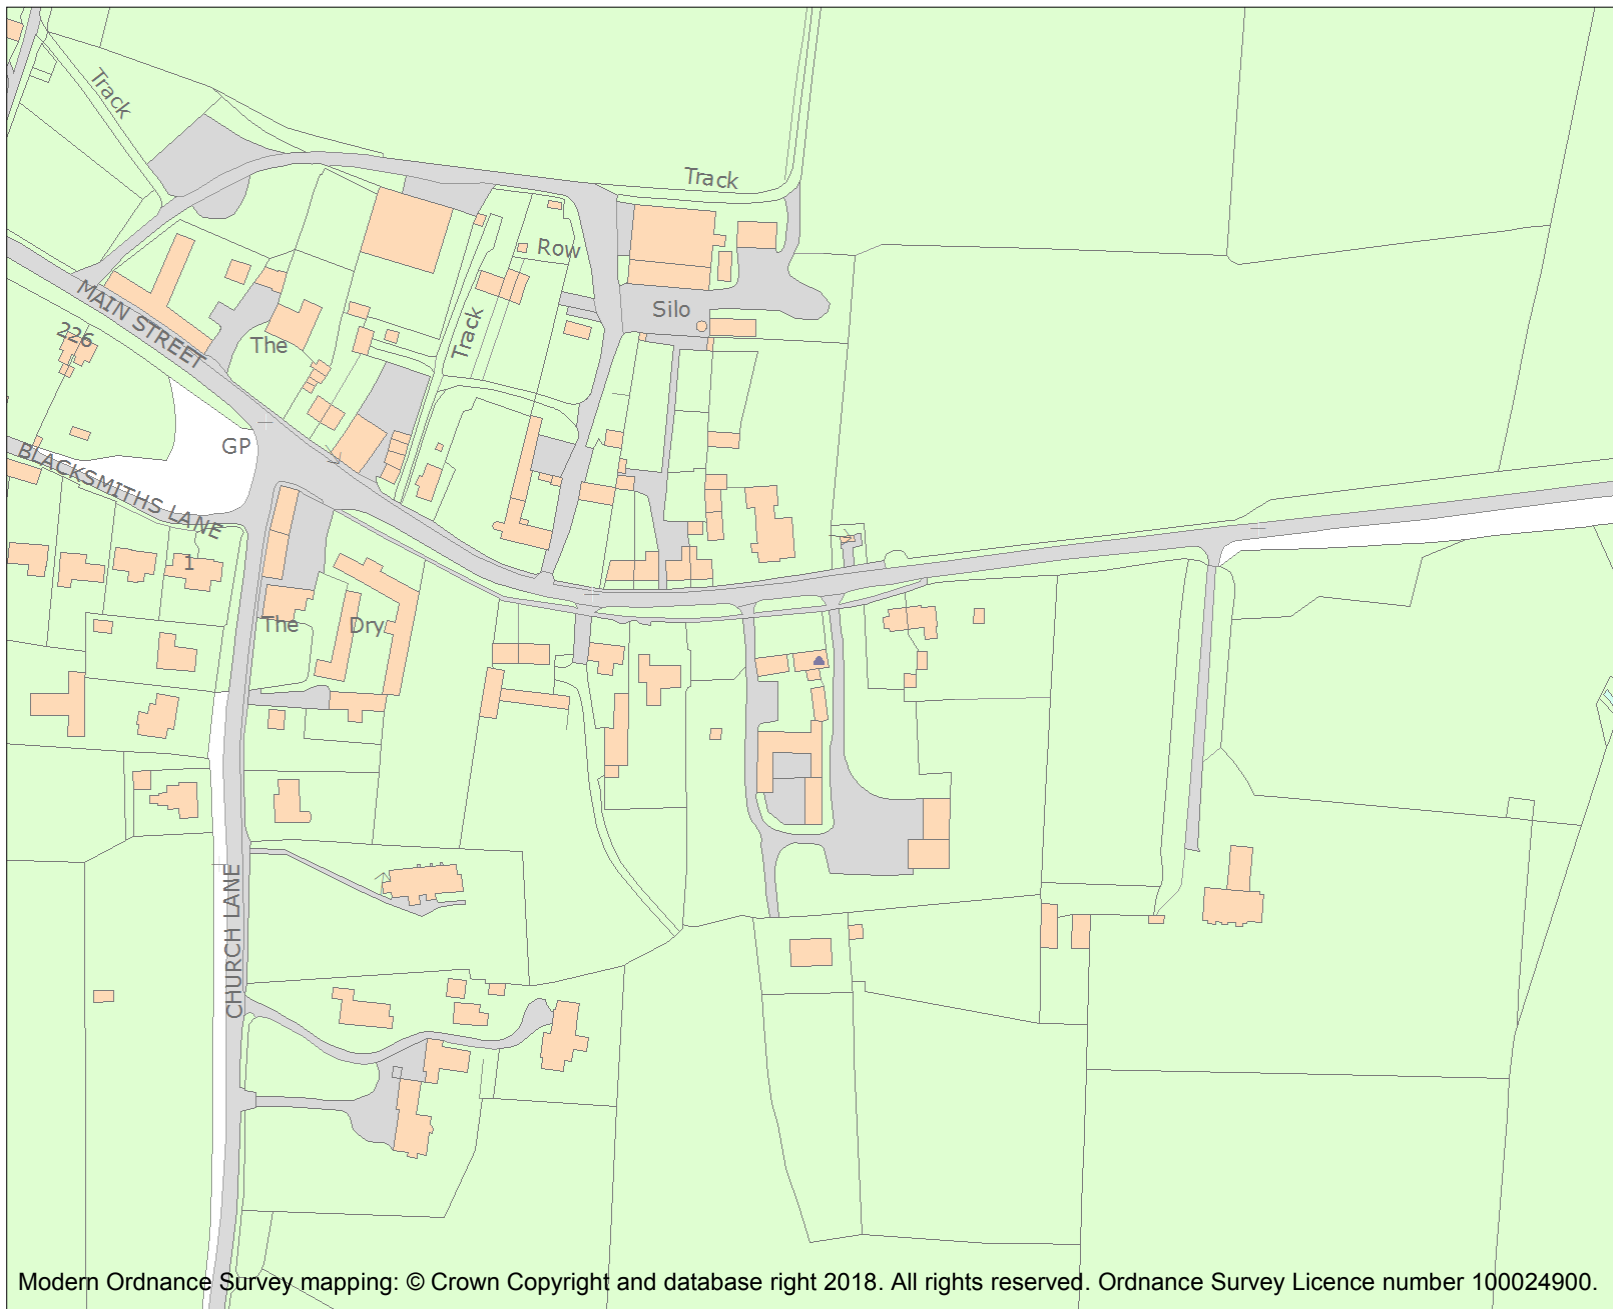 Track
Track
Row
MAIN STREET
Silo
226
The
Track
GP
BLACKSMITHS LANE
1
The
Dry
CHURCH LANE
Modern Ordnance Survey mapping: © Crown Copyright and database right 2018. All rights reserved. Ordnance Survey Licence number 100024900.